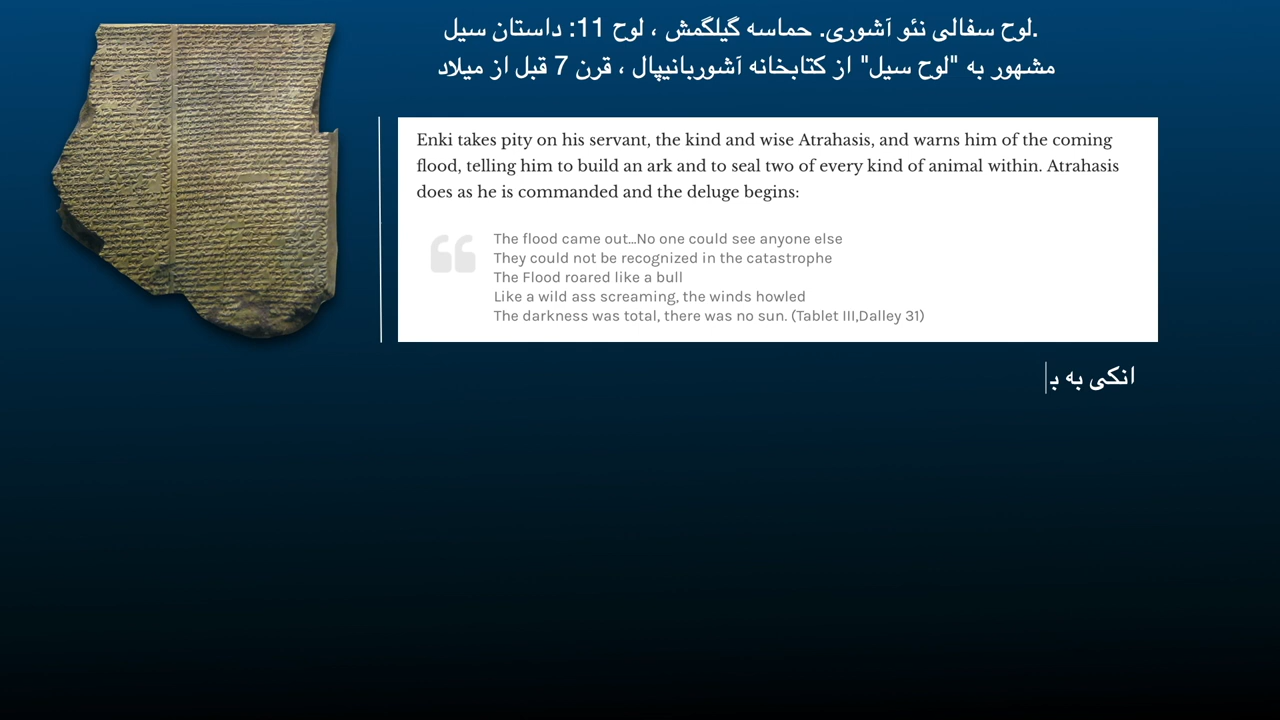 لوح سفالی نئو آشوری. حماسه گیلگمش ، لوح 11: داستان سیل.
مشهور به "لوح سیل" از کتابخانه آشوربانیپال ، قرن 7 قبل از میلاد
Enki takes pity on his servant, the kind and wise Atrahasis, and warns him of the coming
flood, telling him to build an ark and to seal two of every kind of animal within. Atrahasis
does as he is commanded and the deluge begins:
The flood came out...No one could see anyone else
They could not be recognized in the catastrophe
The Flood roared like a bull
Like a wild ass screaming, the winds howled
The darkness was total, there was no sun. (Tablet III,Dalley 31)
انکی به بـ